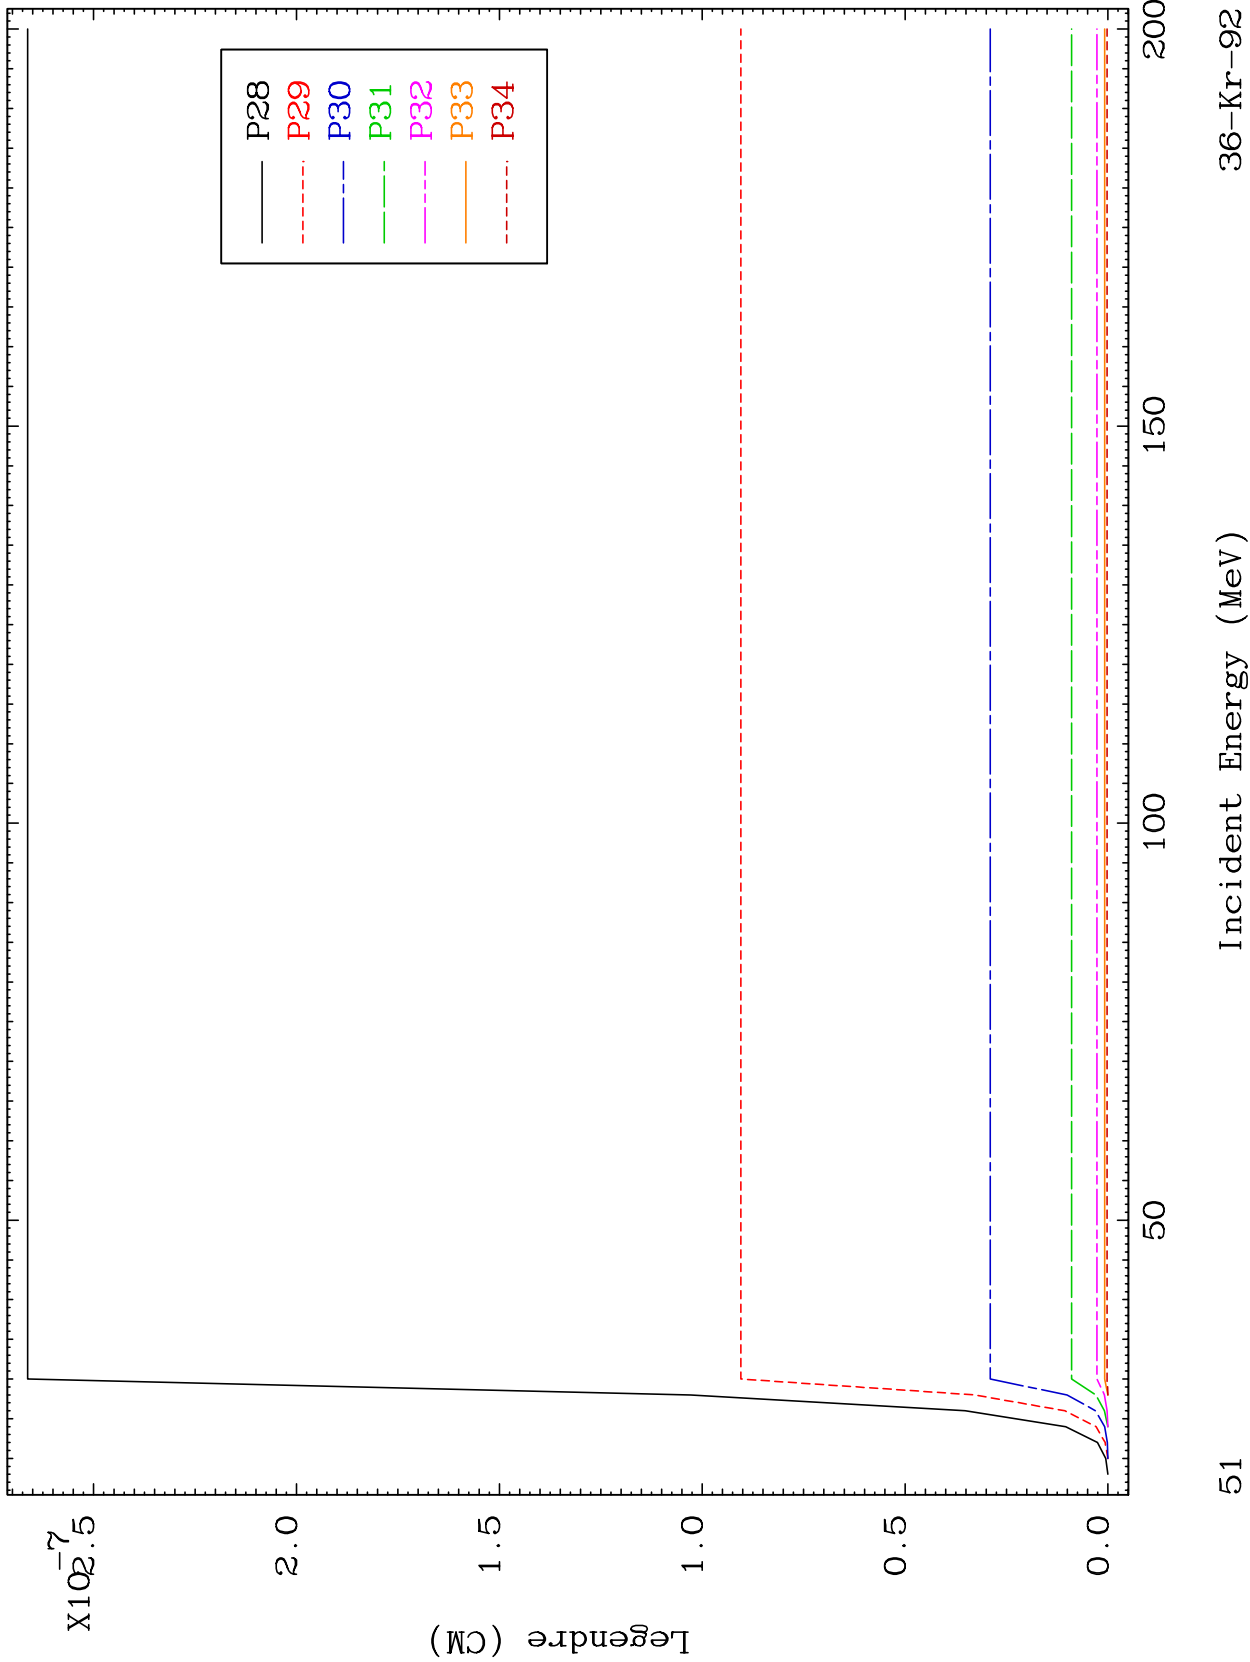 X10-7
2.5
2.0
1.5
1.0
0.5
0.0
Legendre (CM)
P28
P29
P30
P31
P32
P33
P34
50
100
150
200
Incident Energy (MeV)
51
36-Kr-92